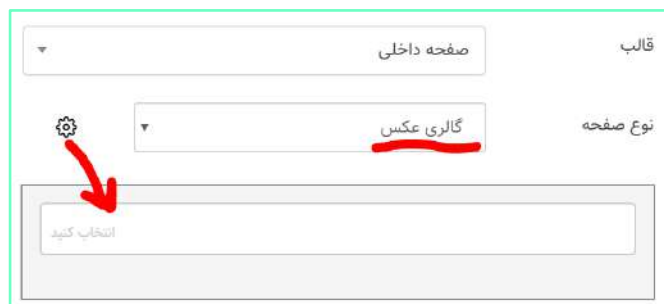 قالب صفحه داخلی
نوع صفحه گالری عکس
انتخاب کنید